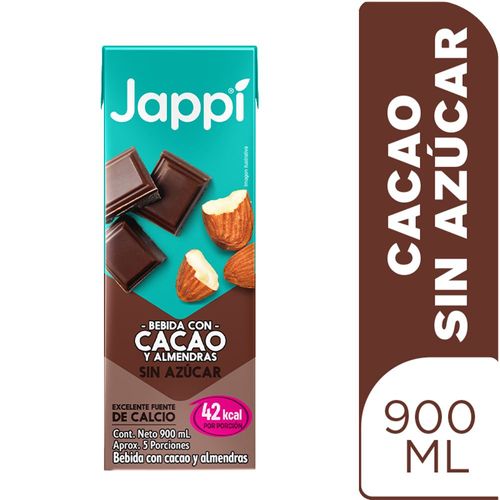 Jappi®
Imagen ilustrativa
- BEBIDA CON -
CACAO
Y ALMENDRAS
SIN AZÚCAR
EXCELENTE FUENTE
DE CALCIO
42 kcal
POR PORCIÓN
Cont. Neto 900 mL
Aprox. 5 Porciones
Bebida con cacao y almendras
CACAO
SIN AZÚCAR
900
ML